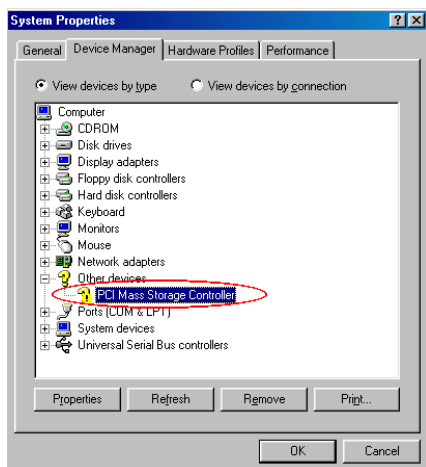 System Properties
General Device Manager Hardware Profiles Performance
View devices by type View devices by connection
Computer
CDROM
Disk drives
Display adapters
Floppy disk controllers
Hard disk controllers
Keyboard
Monitors
Mouse
Network adapters
Other devices
PCI Mass Storage Controller
Ports (COM & LPT)
System devices
Universal Serial Bus controllers
Properties Refresh Remove Print...
OK Cancel